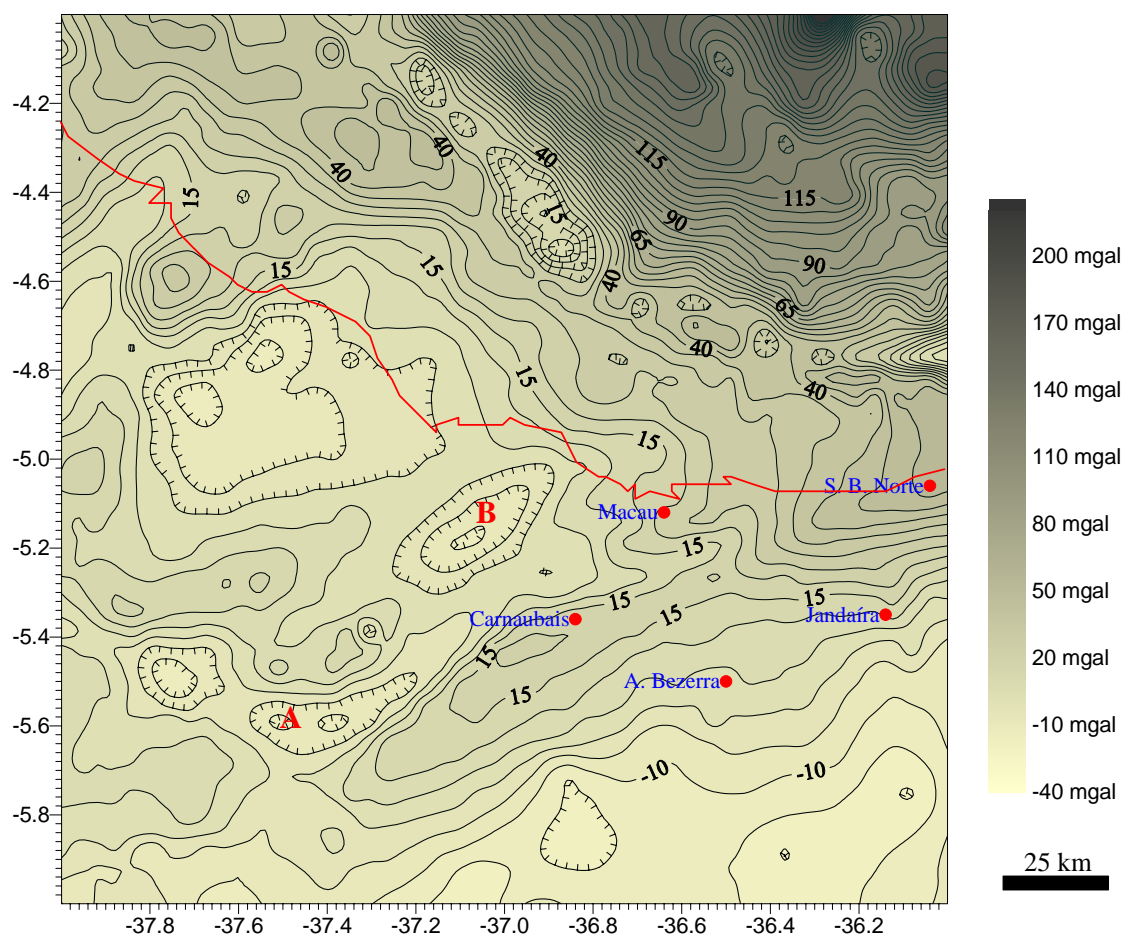 -4.2
-4.4
-4.6
-4.8
-5.0
-5.2
-5.4
-5.6
-5.8
-37.8
-37.6
-37.4
-37.2
-37.0
-36.8
-36.6
-36.4
-36.2
40
40
40
115
115
15
15
90
65
90
15
15
40
65
40
15
40
15
S. B. Norte
B
Macau
15
15
15
Carnaubais
15
Jandaíra
15
A. Bezerra
15
A
-10
-10
200 mgal
170 mgal
140 mgal
110 mgal
80 mgal
50 mgal
20 mgal
-10 mgal
-40 mgal
25 km